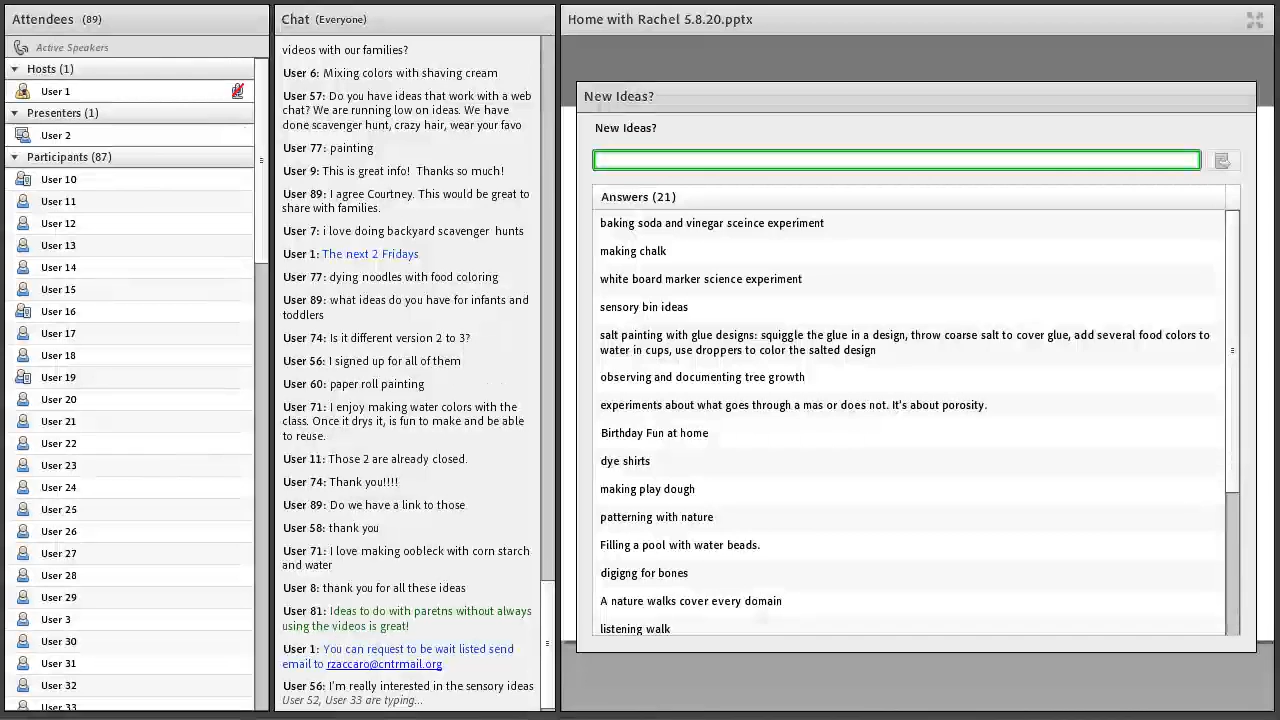 Attendees (89)
Active Speakers
Hosts (1)
User 1
Presenters (1)
User 2
Participants (87)
User 10
User 11
User 12
User 13
User 14
User 15
User 16
User 17
User 18
User 19
User 20
User 21
User 22
User 23
User 24
User 25
User 26
User 27
User 28
User 29
User 3
User 30
User 31
User 32
User 33
Chat (Everyone)
videos with our families?
User 6: Mixing colors with shaving cream
User 57: Do you have ideas that work with a web
chat? We are running low on ideas. We have
done scavenger hunt, crazy hair, wear your favo
User 77: painting
User 9: This is great info! Thanks so much!
User 89: I agree Courtney. This would be great to
share with families.
User 7: i love doing backyard scavenger hunts
User 1: The next 2 Fridays
User 77: dying noodles with food coloring
User 89: what ideas do you have for infants and
toddlers
User 74: Is it different version 2 to 3?
User 56: I signed up for all of them
User 60: paper roll painting
User 71: I enjoy making water colors with the
class. Once it drys it, is fun to make and be able
to reuse.
User 11: Those 2 are already closed.
User 74: Thank you!!!!
User 89: Do we have a link to those
User 58: thank you
User 71: I love making oobleck with corn starch
and water
User 8: thank you for all these ideas
User 81: Ideas to do with paretns without always
using the videos is great!
User 1: You can request to be wait listed send
email to rzaccaro@cntrmail.org
User 56: I'm really interested in the sensory ideas
User 52, User 33 are typing...
Home with Rachel 5.8.20.pptx
New Ideas?
New Ideas?
Answers (21)
baking soda and vinegar sceince experiment
making chalk
white board marker science experiment
sensory bin ideas
salt painting with glue designs: squiggle the glue in a design, throw coarse salt to cover glue, add several food colors to
water in cups, use droppers to color the salted design
observing and documenting tree growth
experiments about what goes through a mas or does not. It's about porosity.
Birthday Fun at home
dye shirts
making play dough
patterning with nature
Filling a pool with water beads.
digigng for bones
A nature walks cover every domain
listening walk